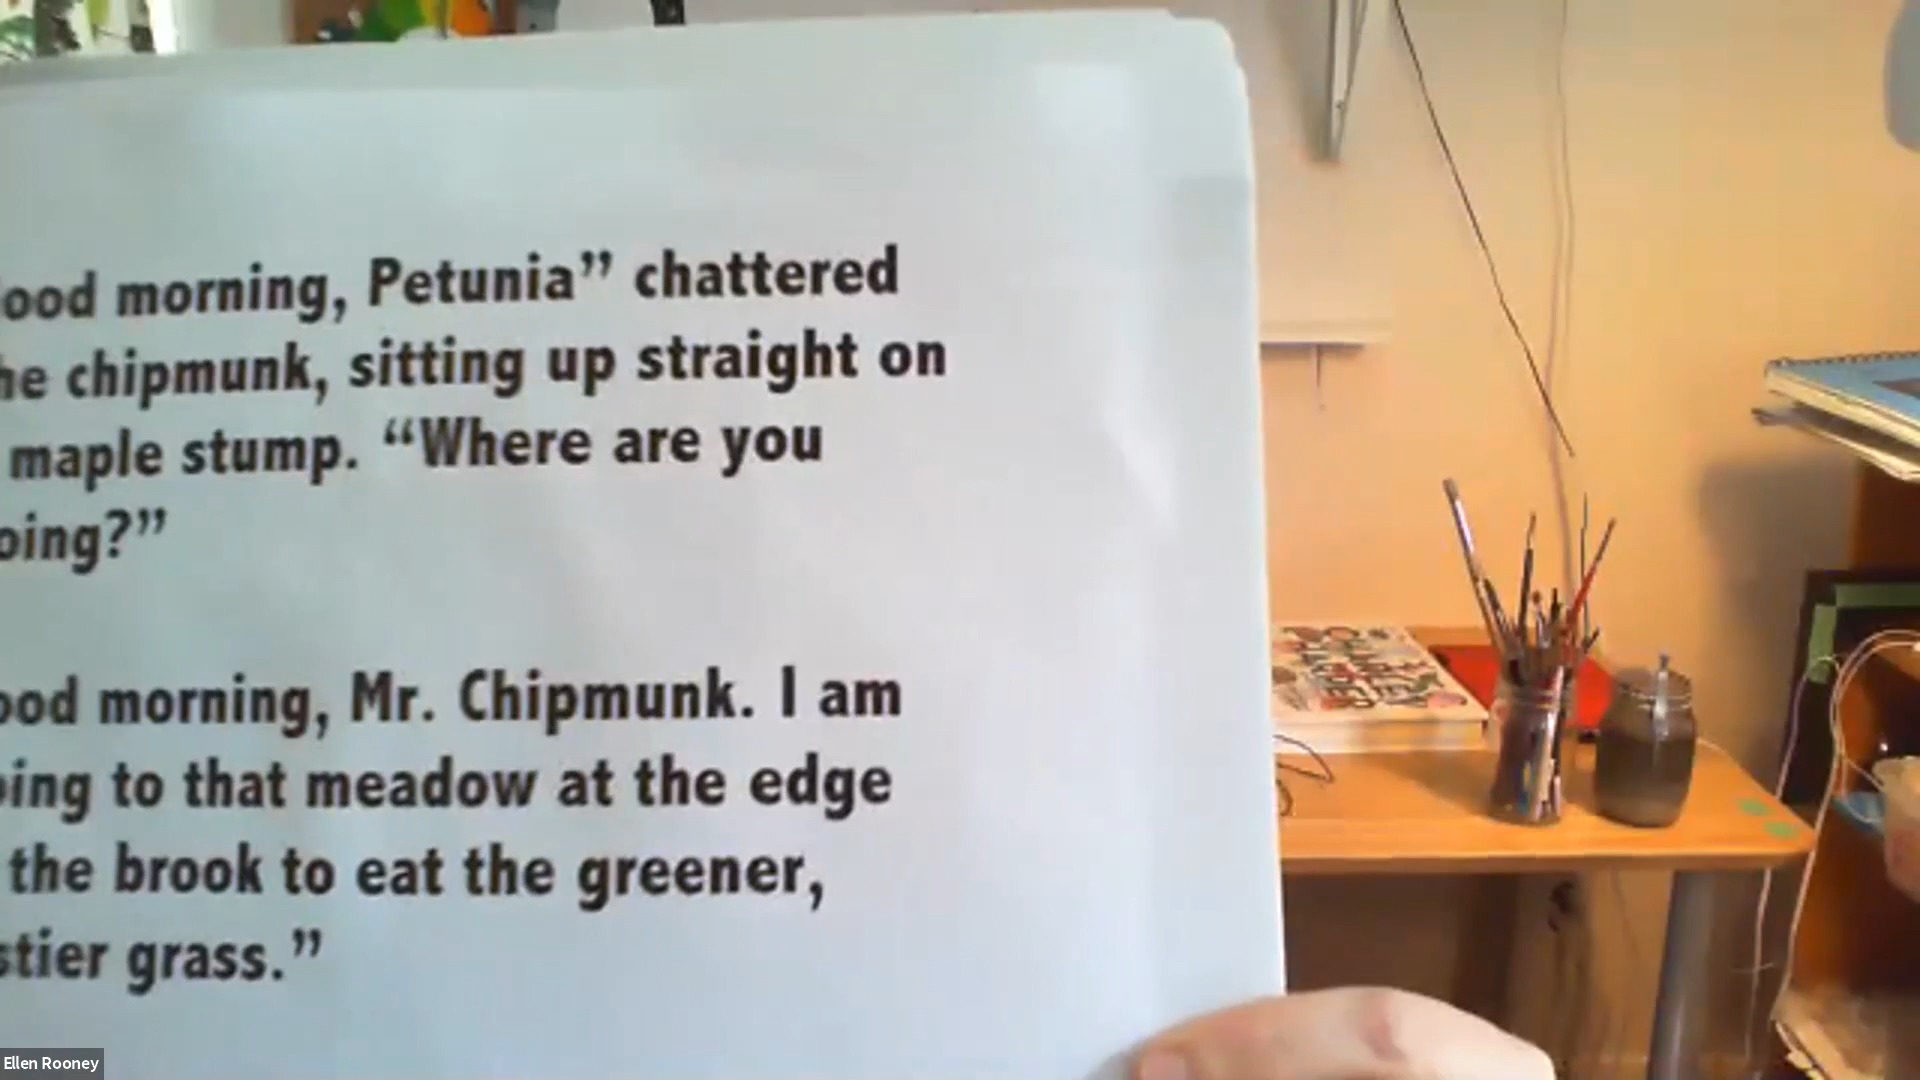 ood morning, Petunia” chattered
he chipmunk, sitting up straight on
maple stump. “Where are you
oing?”
ood morning, Mr. Chipmunk. I am
oing to that meadow at the edge
the brook to eat the greener,
stier grass.”
Ellen Rooney